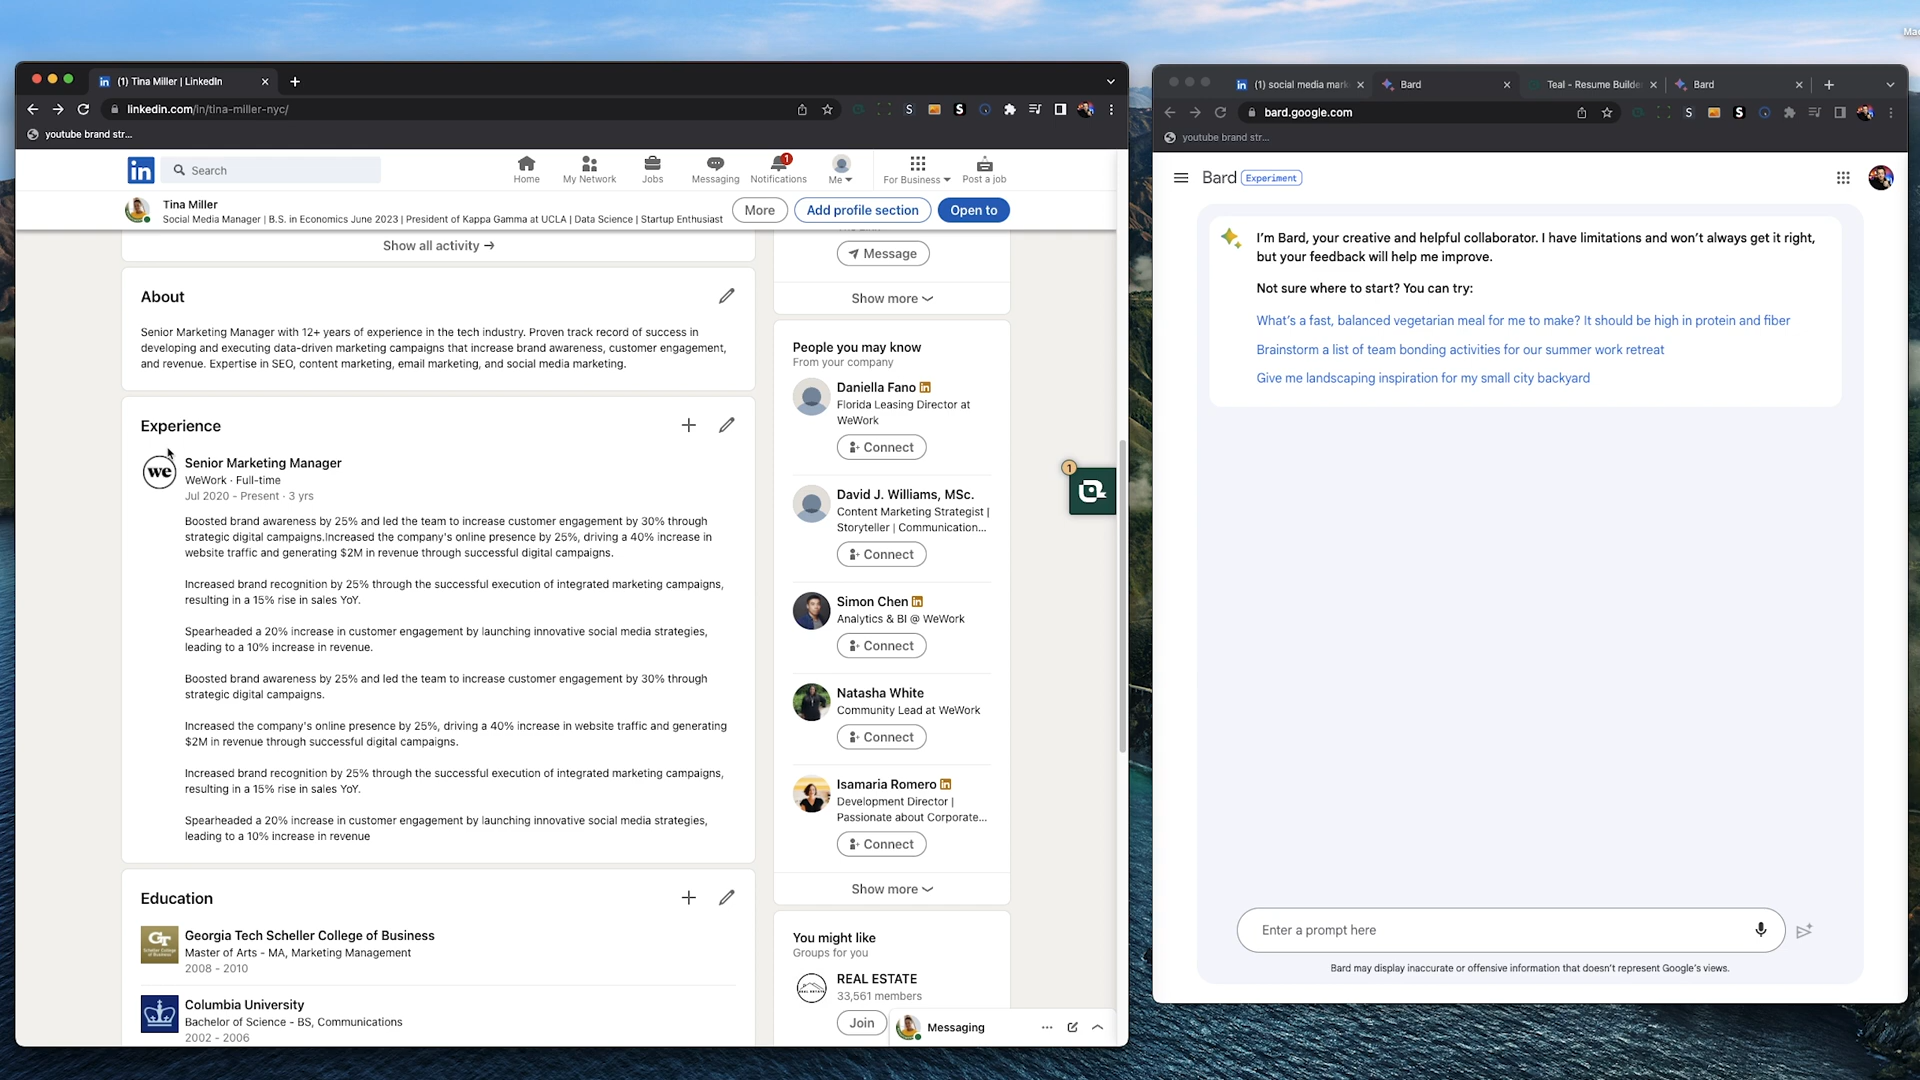 Mac
(1) Tina Miller | LinkedIn
linkedin.com/in/tina-miller-nyc/
youtube brand str...
in
Search
Home
My Network
Jobs
Messaging
1
Notifications
Me
For Business
Post a job
Tina Miller
Social Media Manager | B.S. in Economics June 2023 | President of Kappa Gamma at UCLA | Data Science | Startup Enthusiast
More
Add profile section
Open to
Show all activity →
About
Senior Marketing Manager with 12+ years of experience in the tech industry. Proven track record of success in
developing and executing data-driven marketing campaigns that increase brand awareness, customer engagement,
and revenue. Expertise in SEO, content marketing, email marketing, and social media marketing.
Experience
we
Senior Marketing Manager
WeWork · Full-time
Jul 2020 - Present · 3 yrs
Boosted brand awareness by 25% and led the team to increase customer engagement by 30% through
strategic digital campaigns.Increased the company's online presence by 25%, driving a 40% increase in
website traffic and generating $2M in revenue through successful digital campaigns.
Increased brand recognition by 25% through the successful execution of integrated marketing campaigns,
resulting in a 15% rise in sales YoY.
Spearheaded a 20% increase in customer engagement by launching innovative social media strategies,
leading to a 10% increase in revenue.
Boosted brand awareness by 25% and led the team to increase customer engagement by 30% through
strategic digital campaigns.
Increased the company's online presence by 25%, driving a 40% increase in website traffic and generating
$2M in revenue through successful digital campaigns.
Increased brand recognition by 25% through the successful execution of integrated marketing campaigns,
resulting in a 15% rise in sales YoY.
Spearheaded a 20% increase in customer engagement by launching innovative social media strategies,
leading to a 10% increase in revenue
Education
GT
Georgia Tech Scheller College of Business
Master of Arts - MA, Marketing Management
2008 - 2010
Columbia University
Bachelor of Science - BS, Communications
2002 - 2006
Message
Show more
People you may know
From your company
Daniella Fano
Florida Leasing Director at
WeWork
Connect
David J. Williams, MSc.
Content Marketing Strategist |
Storyteller | Communication...
Connect
Simon Chen
Analytics & BI @ WeWork
Connect
Natasha White
Community Lead at WeWork
Connect
Isamaria Romero
Development Director |
Passionate about Corporate...
Connect
Show more
You might like
Groups for you
REAL ESTATE
33,561 members
Join
Messaging
1
(1) social media mark
Bard
Teal - Resume Builde
Bard
bard.google.com
youtube brand str...
Bard Experiment
I'm Bard, your creative and helpful collaborator. I have limitations and won't always get it right,
but your feedback will help me improve.
Not sure where to start? You can try:
What's a fast, balanced vegetarian meal for me to make? It should be high in protein and fiber
Brainstorm a list of team bonding activities for our summer work retreat
Give me landscaping inspiration for my small city backyard
Enter a prompt here
Bard may display inaccurate or offensive information that doesn't represent Google's views.